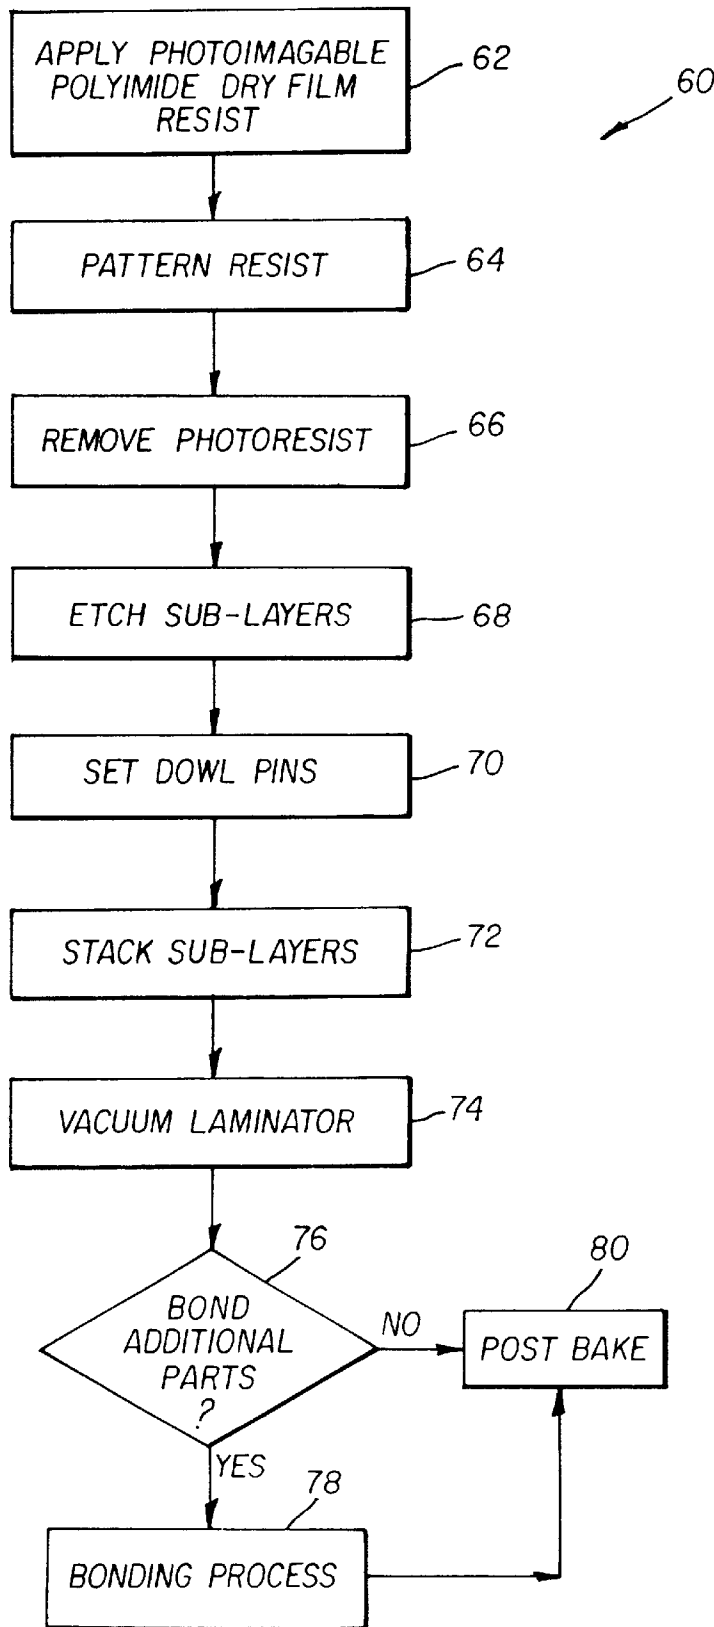 APPLY PHOTOIMAGABLE
POLYIMIDE DRY FILM
RESIST
62
60
PATTERN RESIST
64
REMOVE PHOTORESIST
66
ETCH SUB-LAYERS
68
SET DOWL PINS
70
STACK SUB-LAYERS
72
VACUUM LAMINATOR
74
76
BOND
ADDITIONAL
PARTS
?
NO
80
POST BAKE
YES
78
BONDING PROCESS